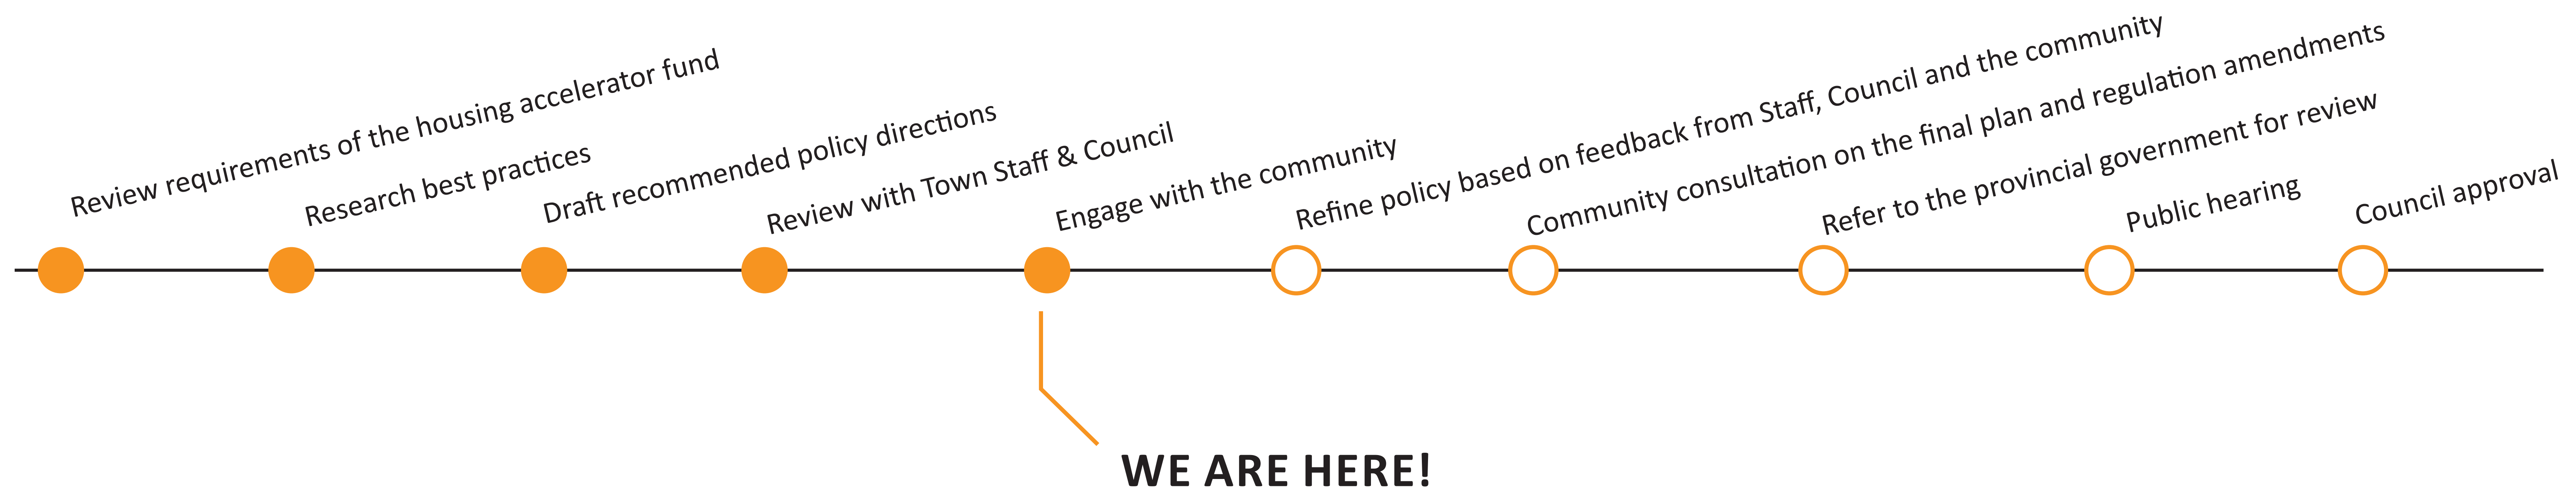 Review requirements of the housing accelerator fund
Research best practices
Draft recommended policy directions
Review with Town Staff & Council
Engage with the community
Refine policy based on feedback from Staff, Council and the community
Community consultation on the final plan and regulation amendments
Refer to the provincial government for review
Public hearing
Council approval
WE ARE HERE!